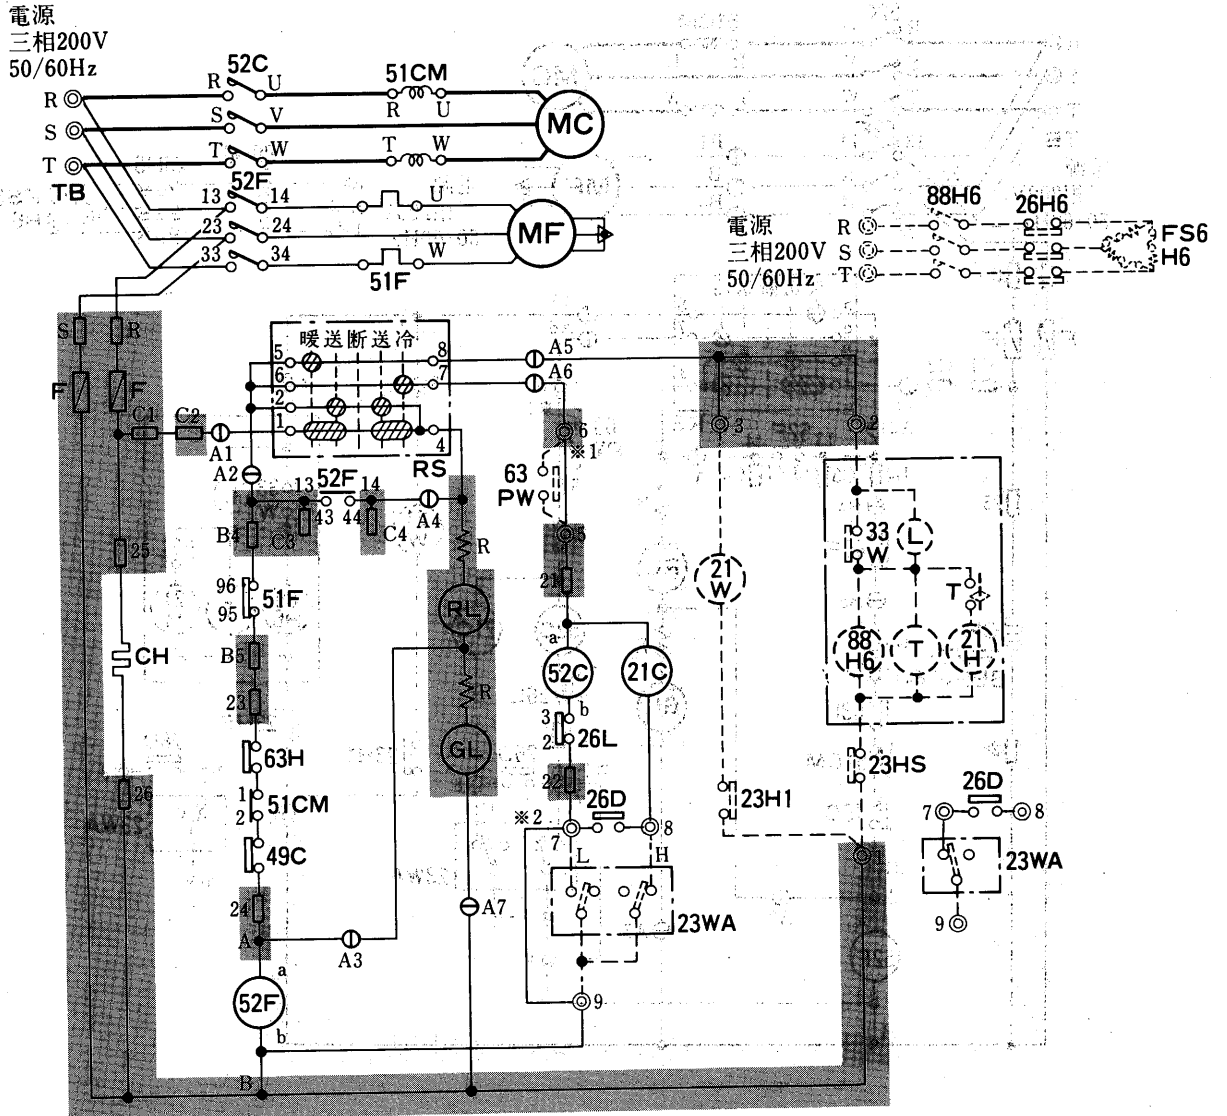 電源
三相200V
50/60Hz
52C
51CM
R
R
U
R
U
S
S
V
MC
T
T
W
T
W
TB
52F
13
14
U
23
24
MF
33
34
W
51F
88H6
26H6
電源
三相200V
50/60Hz
R
S
T
FS6
H6
S
R
暖送断送冷
5
8
A5
6
7
A6
2
1
4
F
F
C1
C2
A1
A2
RS
6
※1
3
2
63
PW
52F
13
14
43
44
A4
B4
C3
C4
5
25
R
21
96
51F
95
RL
33
W
L
T
21
W
88
H6
T
21
H
CH
B5
23
a
52C
21C
R
b
3
2
26L
GL
63H
1
51CM
2
22
26D
※2
7
8
23H1
23HS
26D
7
8
26
49C
L
H
1
23WA
24
A
A3
A7
23WA
9
a
52F
b
9
B